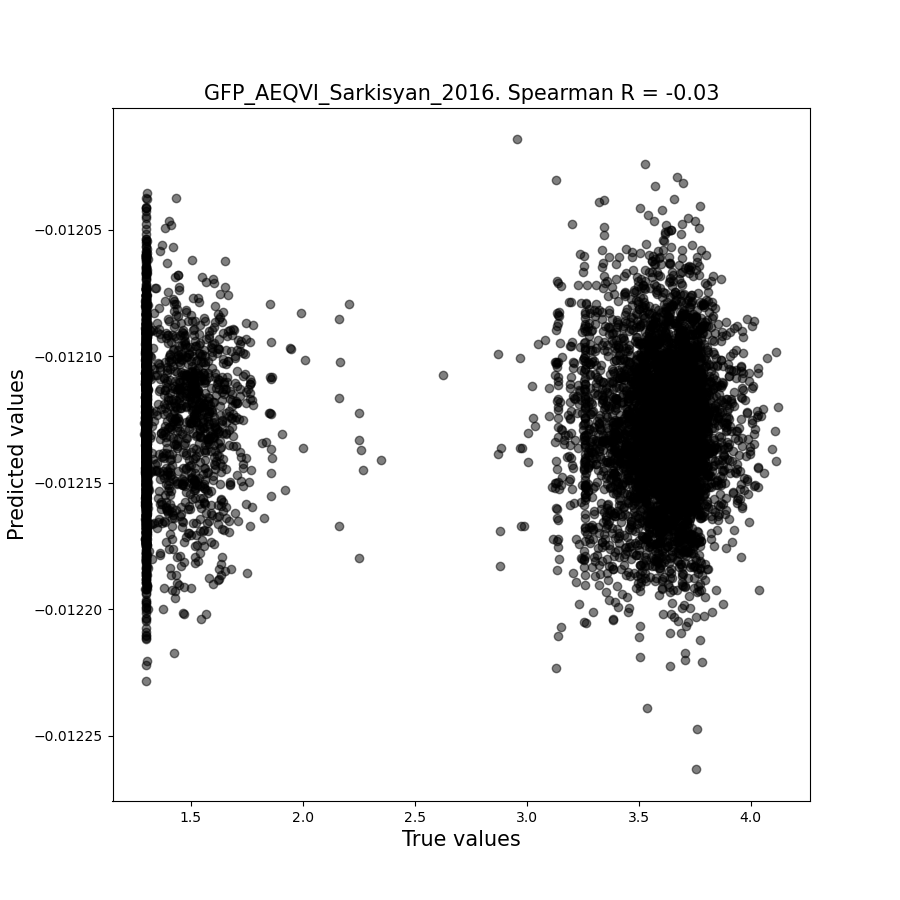 GFP_AEQVI_Sarkisyan_2016. Spearman R = -0.03
Predicted values
−0.01205
−0.01210
−0.01215
−0.01220
−0.01225
1.5 2.0 2.5 3.0 3.5 4.0
True values